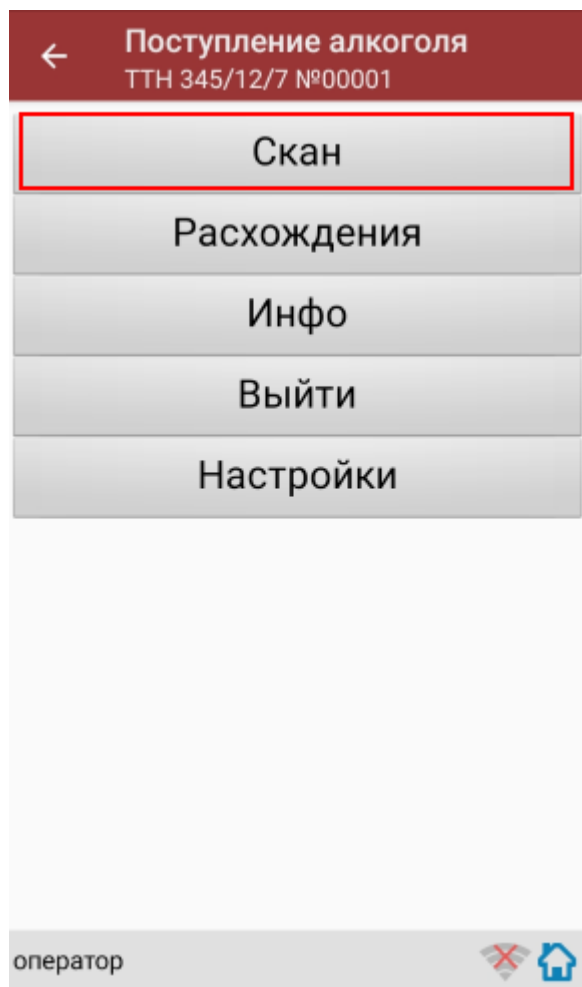 Поступление алкоголя
ТТН 345/12/7 №00001
Скан
Расхождения
Инфо
Выйти
Настройки
оператор